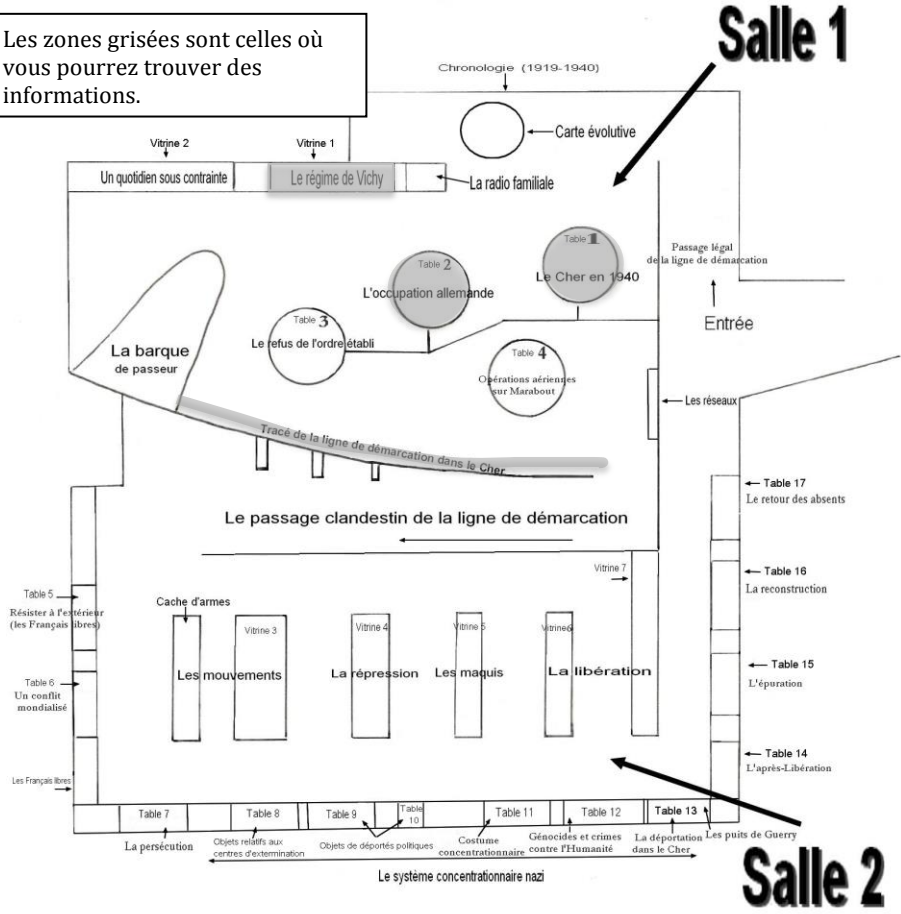 Les zones grisées sont celles où
vous pourrez trouver des
informations.
Salle 1
Chronologie (1919-1940)
Carte évolutive
Vitrine 2
Vitrine 1
Un quotidien sous contrainte
Le régime de Vichy
La radio familiale
Table 1
Le Cher en 1940
Passage légal
de la ligne de démarcation
Entrée
Table 2
L'occupation allemande
Table 3
Le refus de l'ordre établi
Table 4
Opérations aériennes
sur Marabout
La barque
de passeur
Les réseaux
Tracé de la ligne de démarcation dans le Cher
Le passage clandestin de la ligne de démarcation
Table 17
Le retour des absents
Vitrine 7
Table 16
La reconstruction
Table 5
Résister à l'extérieur
(les Français libres)
Cache d'armes
Vitrine 3
Vitrine 4
Vitrine 5
Vitrine6
Les mouvements
La répression
Les maquis
La libération
Table 6
Un conflit
mondialisé
Table 15
L'épuration
Les Français libres
Table 14
L'après-Libération
Table 7
Table 8
Table 9
Table
10
Table 11
Table 12
Table 13
La persécution
Objets relatifs aux
centres d'extermination
Objets de déportés politiques
Costume
concentrationnaire
Génocides et crimes
contre l'Humanité
La déportation
dans le Cher
Les puits de Guerry
Le système concentrationnaire nazi
Salle 2